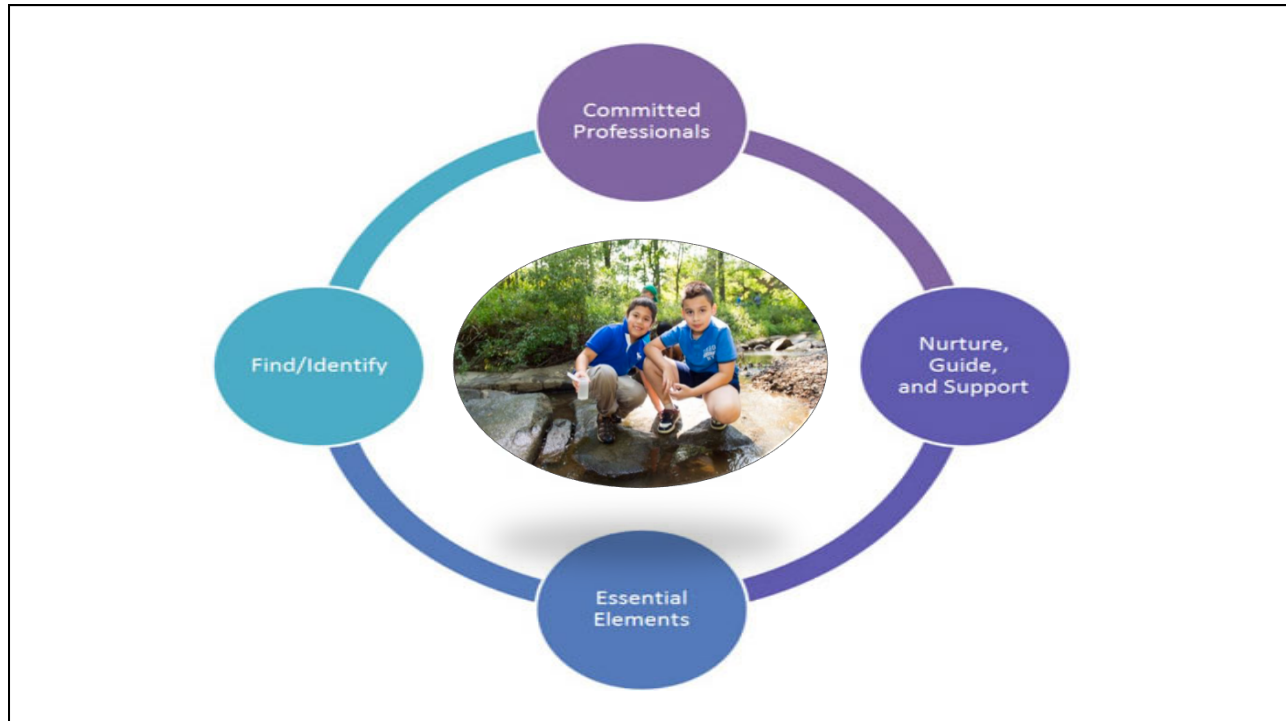 Committed
Professionals
Find/Identify
Nurture,
Guide,
and Support
Essential
Elements